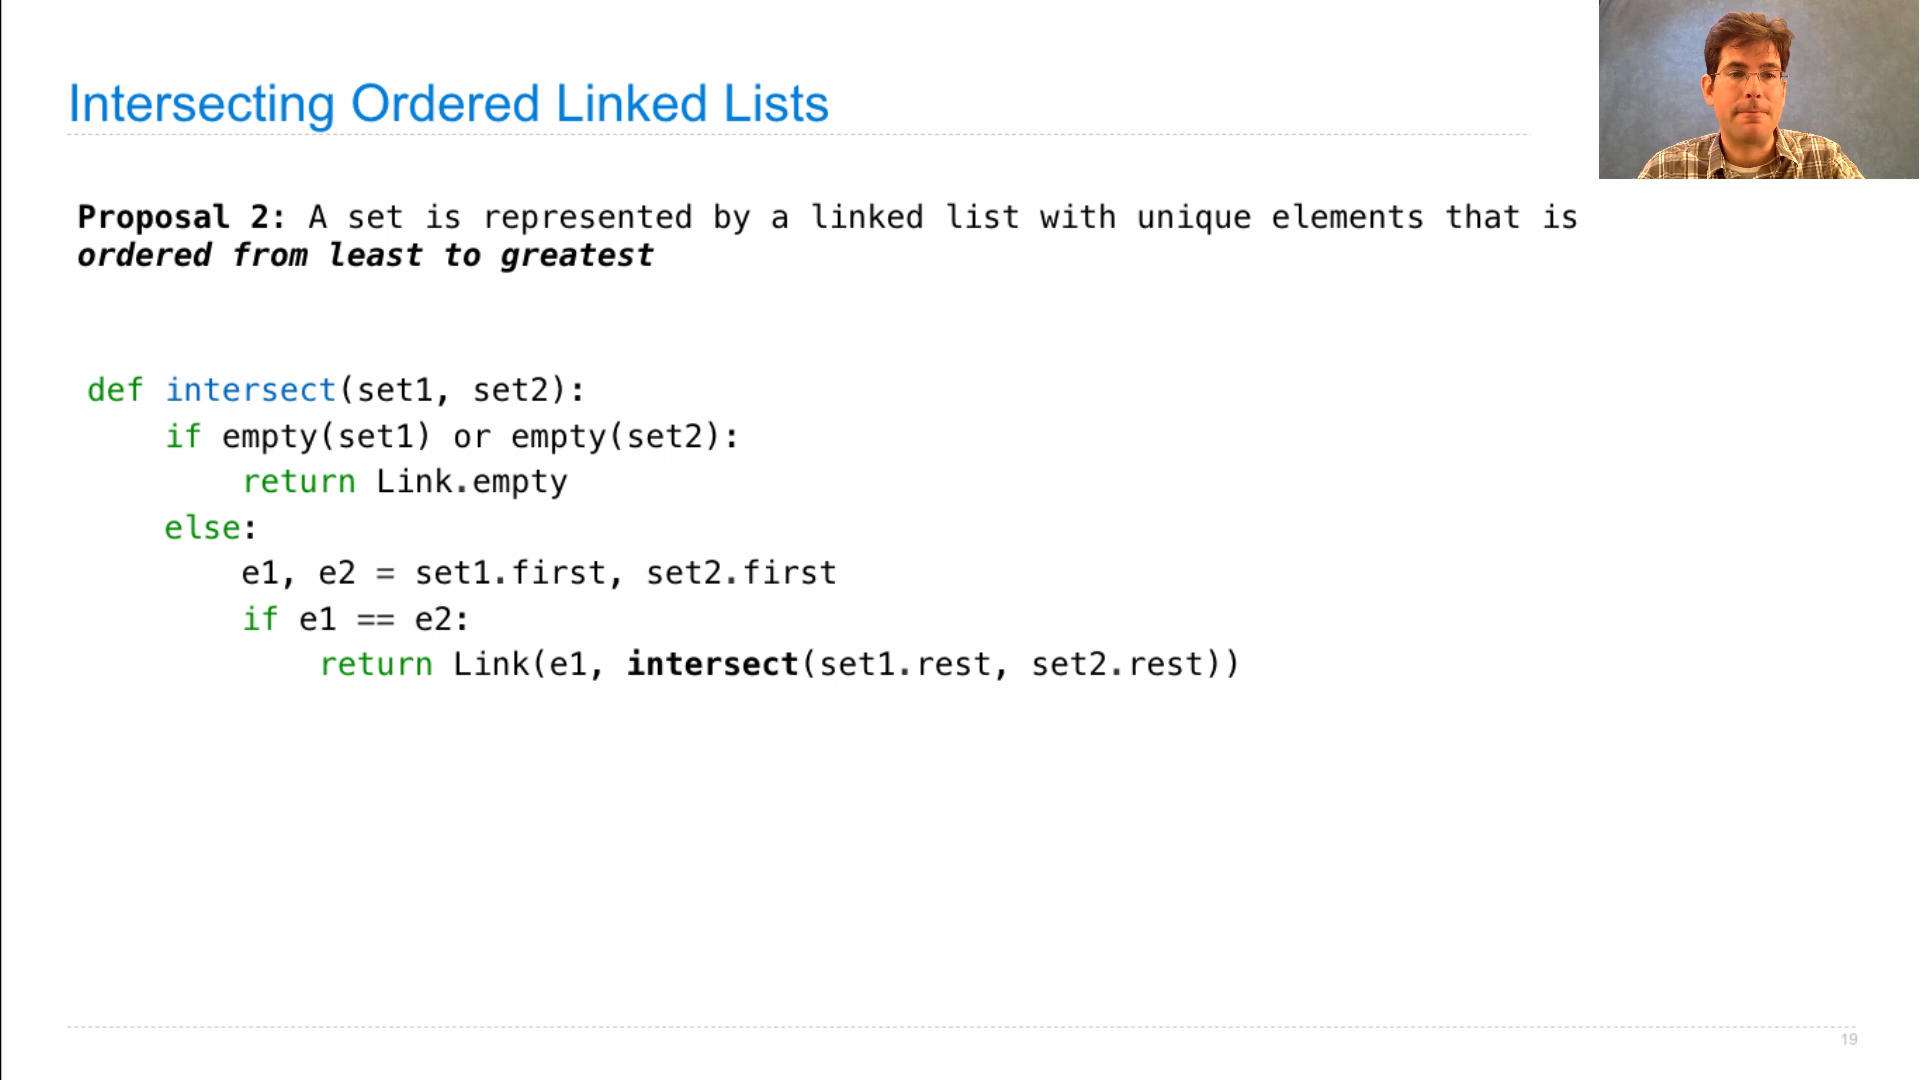 Intersecting Ordered Linked Lists
Proposal 2: A set is represented by a linked list with unique elements that is
ordered from least to greatest
def intersect(set1, set2):
    if empty(set1) or empty(set2):
        return Link.empty
    else:
        e1, e2 = set1.first, set2.first
        if e1 == e2:
            return Link(e1, intersect(set1.rest, set2.rest))
19